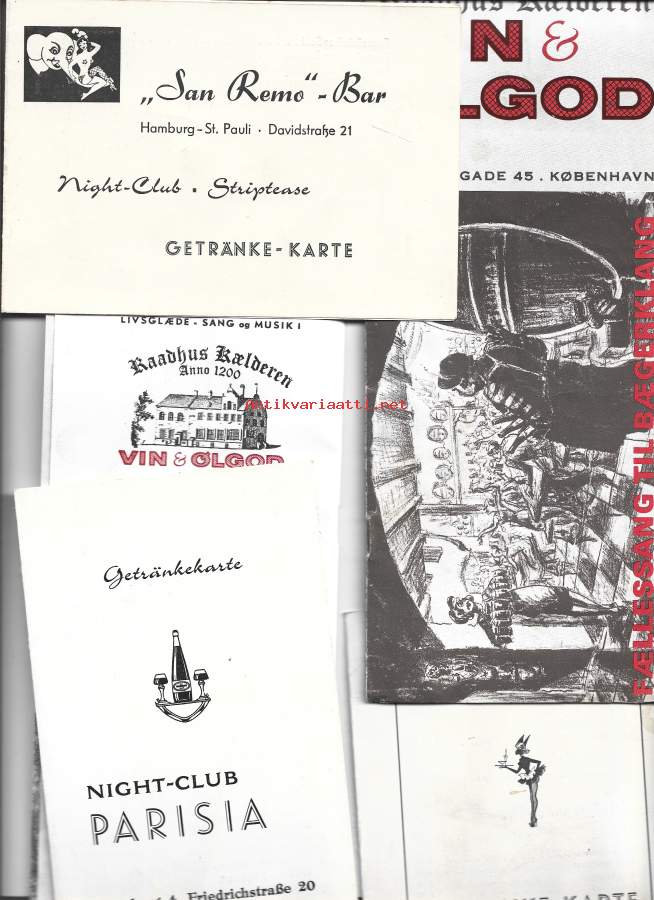 „San Remo“-Bar
Hamburg-St. Pauli · Davidstraße 21
Night-Club · Striptease
GETRÄNKE-KARTE
Kælderen
N &
LGOD
GADE 45 . KØBENHAVN
FÆLLESSANG TIL BÆGERKLANG
LIVSGLÆDE - SANG og MUSIK i
Raadhus Kælderen
Anno 1200
VIN & ØLGOD
Antikvariaatti.net
Getränkekarte
NIGHT-CLUB
PARISIA
Friedrichstraße 20
KARTE